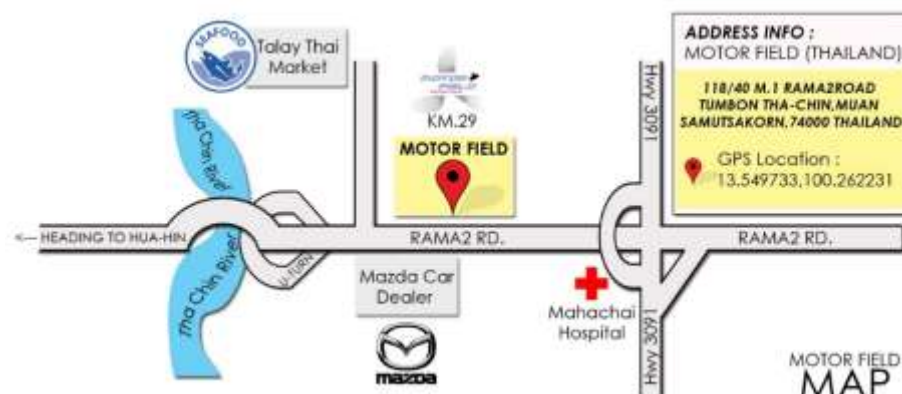 SEAFOOD
Talay Thai
Market
KM.29
MOTOR FIELD
Hwy 3091
ADDRESS INFO :
MOTOR FIELD (THAILAND)
118/40 M.1 RAMA2ROAD
TUMBON THA-CHIN,MUAN
SAMUTSAKORN,74000 THAILAND
GPS Location :
13.549733,100.262231
Tha Chin River
<--- HEADING TO HUA-HIN
RAMA2 RD.
RAMA2 RD.
Tha Chin River
U-TURN
Mazda Car
Dealer
mazda
Mahachai
Hospital
Hwy 3091
MOTOR FIELD
MAP